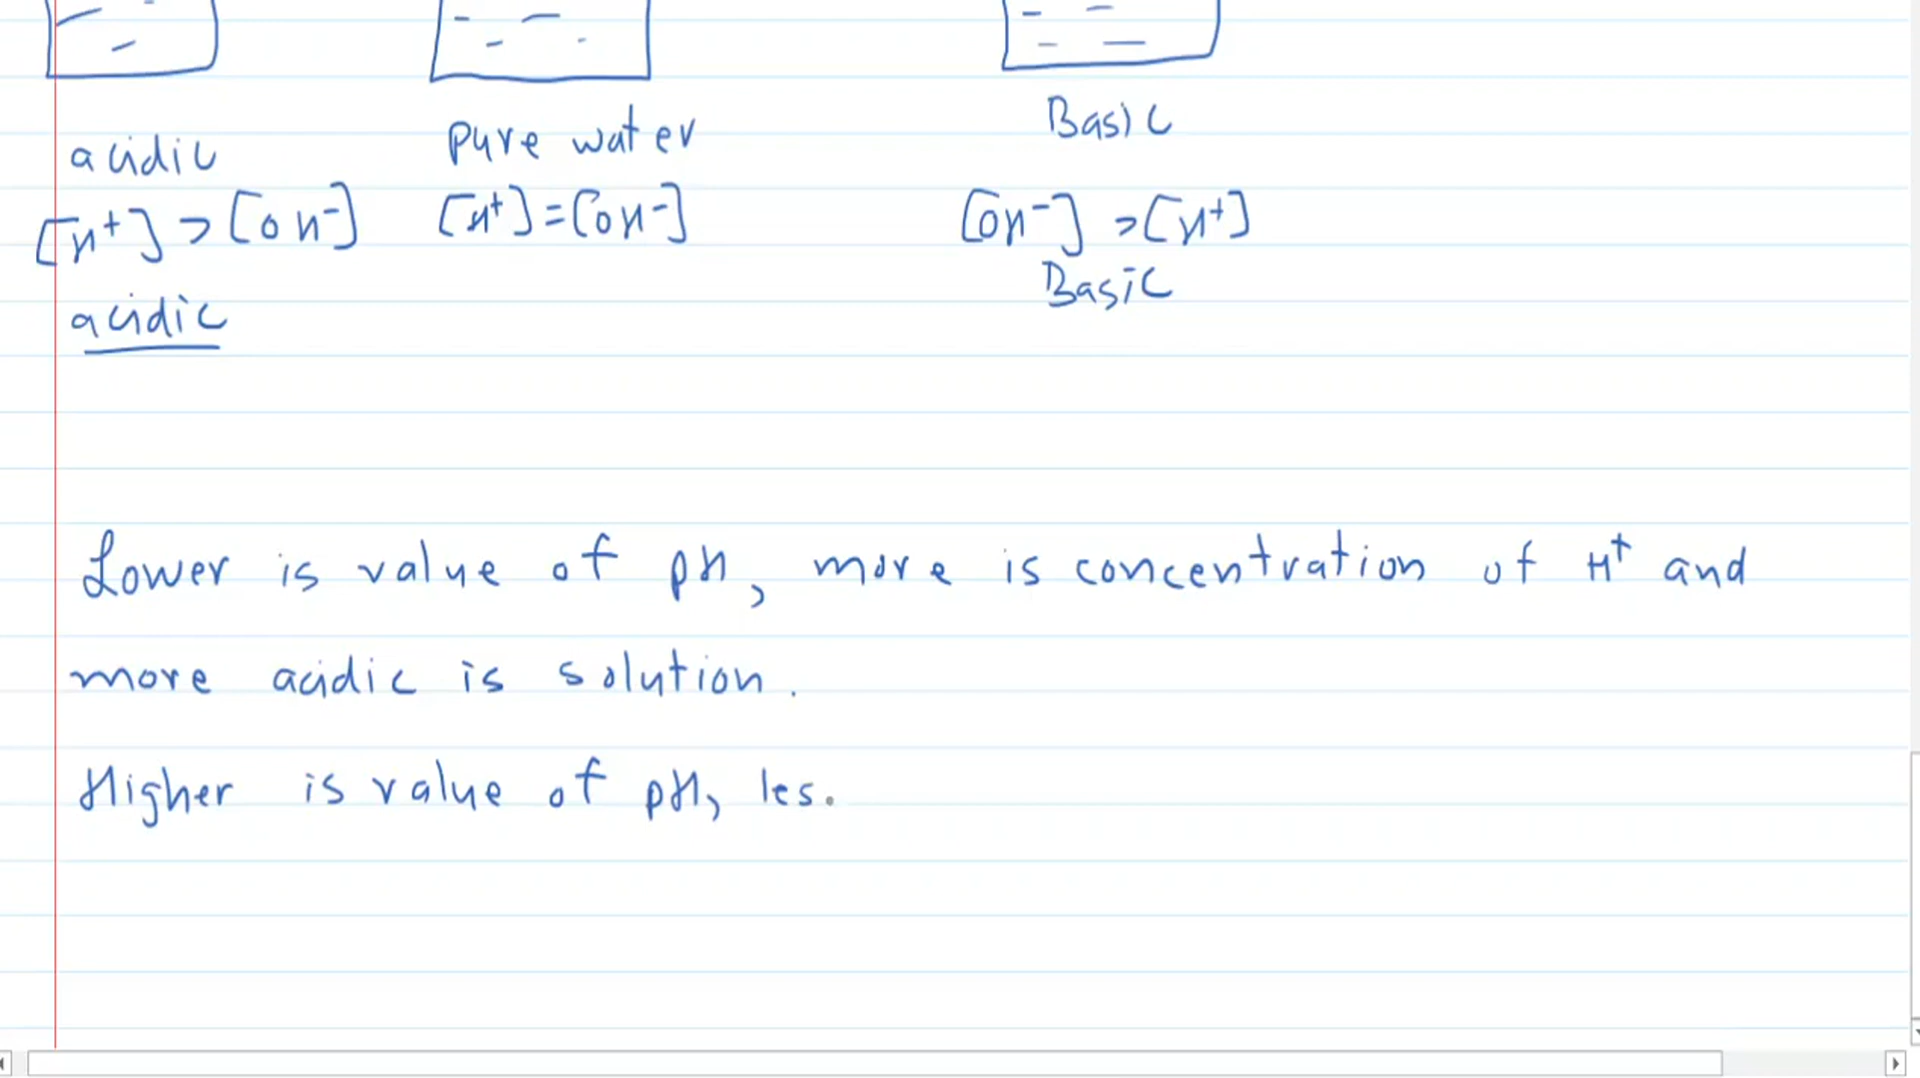 acidic pure water Basic
[H+] > [OH-] [H+] = [OH-] [OH-] > [H+]
acidic Basic
Lower is value of pH, more is concentration of H+ and
more acidic is solution.
Higher is value of pH, les.